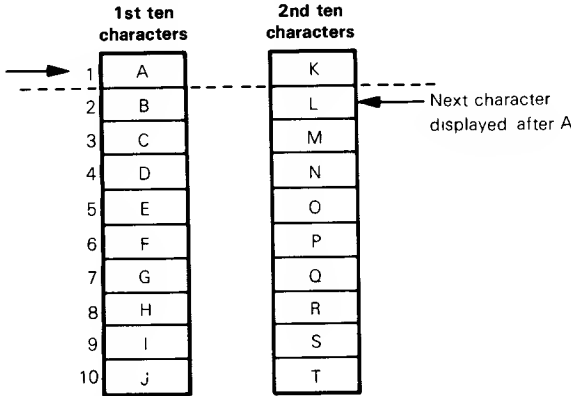 1st ten
characters
2nd ten
characters
1 A K
2 B L
Next character
displayed after A
3 C M
4 D N
5 E O
6 F P
7 G Q
8 H R
9 I S
10 J T